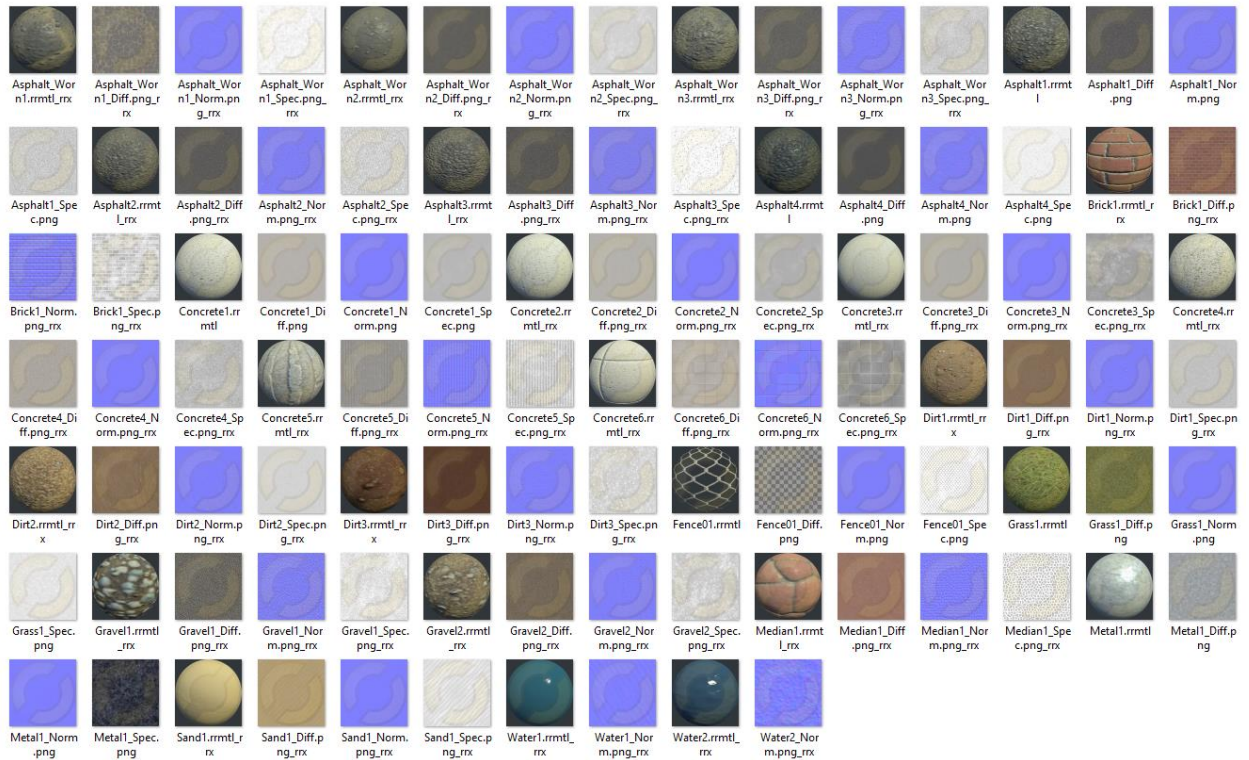 Asphalt_Wor Asphalt_Wor Asphalt_Wor Asphalt_Wor Asphalt_Wor Asphalt_Wor Asphalt_Wor Asphalt_Wor Asphalt_Wor Asphalt_Wor Asphalt_Wor Asphalt_Wor Asphalt1.rrmt Asphalt1_Diff Asphalt1_Nor
n1.rrmtl_rrx n1_Diff.png_r n1_Norm.pn n1_Spec.png_ n2.rrmtl_rrx n2_Diff.png_r n2_Norm.pn n2_Spec.png_ n3.rrmtl_rrx n3_Diff.png_r n3_Norm.pn n3_Spec.png_ l .png m.png
rx g_rrx rrx rx g_rrx rrx rx g_rrx rrx
Asphalt1_Spe Asphalt2.rrmt Asphalt2_Diff Asphalt2_Nor Asphalt2_Spe Asphalt3.rrmt Asphalt3_Diff Asphalt3_Nor Asphalt3_Spe Asphalt4.rrmt Asphalt4_Diff Asphalt4_Nor Asphalt4_Spe Brick1.rrmtl_r Brick1_Diff.p
c.png l_rrx .png_rrx m.png_rrx c.png_rrx l_rrx .png_rrx m.png_rrx c.png_rrx l .png m.png c.png rx ng_rrx
Brick1_Norm. Brick1_Spec.p Concrete1.rr Concrete1_Di Concrete1_N Concrete1_Sp Concrete2.rr Concrete2_Di Concrete2_N Concrete2_Sp Concrete3.rr Concrete3_Di Concrete3_N Concrete3_Sp Concrete4.rr
png_rrx ng_rrx mtl ff.png orm.png ec.png mtl_rrx ff.png_rrx orm.png_rrx ec.png_rrx mtl_rrx ff.png_rrx orm.png_rrx ec.png_rrx mtl_rrx
Concrete4_Di Concrete4_N Concrete4_Sp Concrete5.rr Concrete5_Di Concrete5_N Concrete5_Sp Concrete6.rr Concrete6_Di Concrete6_N Concrete6_Sp Dirt1.rrmtl_rr Dirt1_Diff.pn Dirt1_Norm.p Dirt1_Spec.pn
ff.png_rrx orm.png_rrx ec.png_rrx mtl_rrx ff.png_rrx orm.png_rrx ec.png_rrx mtl_rrx ff.png_rrx orm.png_rrx ec.png_rrx x g_rrx ng_rrx g_rrx
Dirt2.rrmtl_rr Dirt2_Diff.pn Dirt2_Norm.p Dirt2_Spec.pn Dirt3.rrmtl_rr Dirt3_Diff.pn Dirt3_Norm.p Dirt3_Spec.pn Fence01.rrmtl Fence01_Diff. Fence01_Nor Fence01_Spe Grass1.rrmtl Grass1_Diff.p Grass1_Norm
x g_rrx ng_rrx g_rrx x g_rrx ng_rrx g_rrx png m.png c.png ng .png
Grass1_Spec. Gravel1.rrmtl Gravel1_Diff. Gravel1_Nor Gravel1_Spec. Gravel2.rrmtl Gravel2_Diff. Gravel2_Nor Gravel2_Spec. Median1.rrmt Median1_Diff Median1_Nor Median1_Spe Metal1.rrmtl Metal1_Diff.p
png _rrx png_rrx m.png_rrx png_rrx _rrx png_rrx m.png_rrx png_rrx l_rrx .png_rrx m.png_rrx c.png_rrx ng
Metal1_Norm Metal1_Spec. Sand1.rrmtl_r Sand1_Diff.p Sand1_Norm. Sand1_Spec.p Water1.rrmtl_ Water1_Nor Water2.rrmtl_ Water2_Nor
.png png rx ng_rrx png_rrx ng_rrx rrx m.png_rrx rrx m.png_rrx